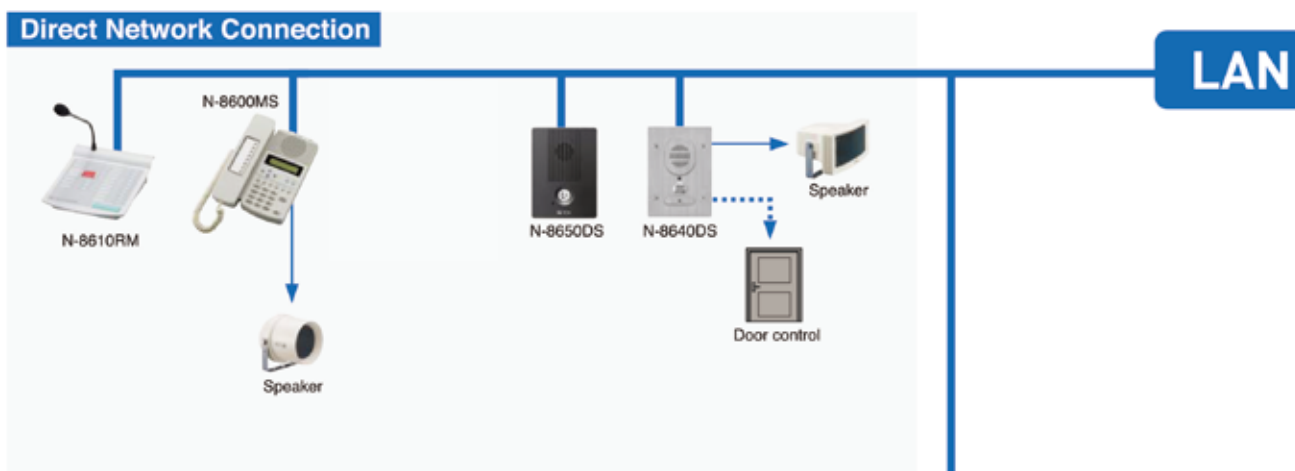 Direct Network Connection
LAN
N-8600MS
N-8610RM
N-8650DS
N-8640DS
Speaker
Door control
Speaker